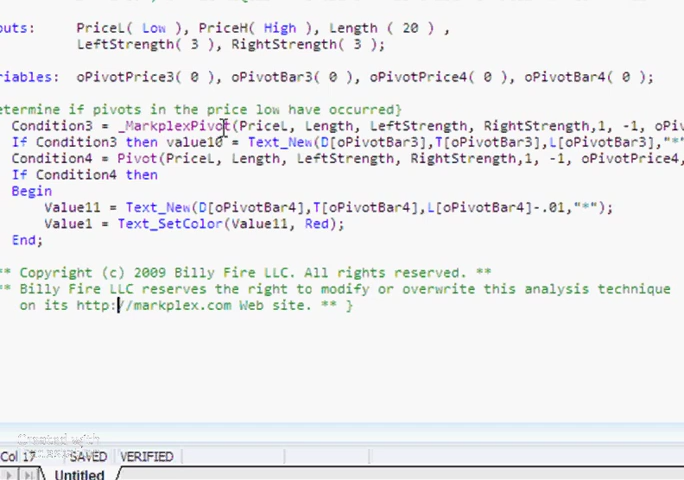 outs: PriceL( Low ), PriceH( High ), Length ( 20 ) ,
LeftStrength( 3 ), RightStrength( 3 );
riables: oPivotPrice3( 0 ), oPivotBar3( 0 ), oPivotPrice4( 0 ), oPivotBar4( 0 );
etermine if pivots in the price low have occurred}
Condition3 = _MarkplexPivot(PriceL, Length, LeftStrength, RightStrength,1, -1, oPiv
If Condition3 then value10 = Text_New(D[oPivotBar3],T[oPivotBar3],L[oPivotBar3],"*"
Condition4 = Pivot(PriceL, Length, LeftStrength, RightStrength,1, -1, oPivotPrice4,
If Condition4 then
Begin
Value11 = Text_New(D[oPivotBar4],T[oPivotBar4],L[oPivotBar4]-.01,"*");
Value1 = Text_SetColor(Value11, Red);
End;
** Copyright (c) 2009 Billy Fire LLC. All rights reserved. **
** Billy Fire LLC reserves the right to modify or overwrite this analysis technique
on its http://markplex.com Web site. ** }
Created with
Col 17 SAVED VERIFIED
Untitled